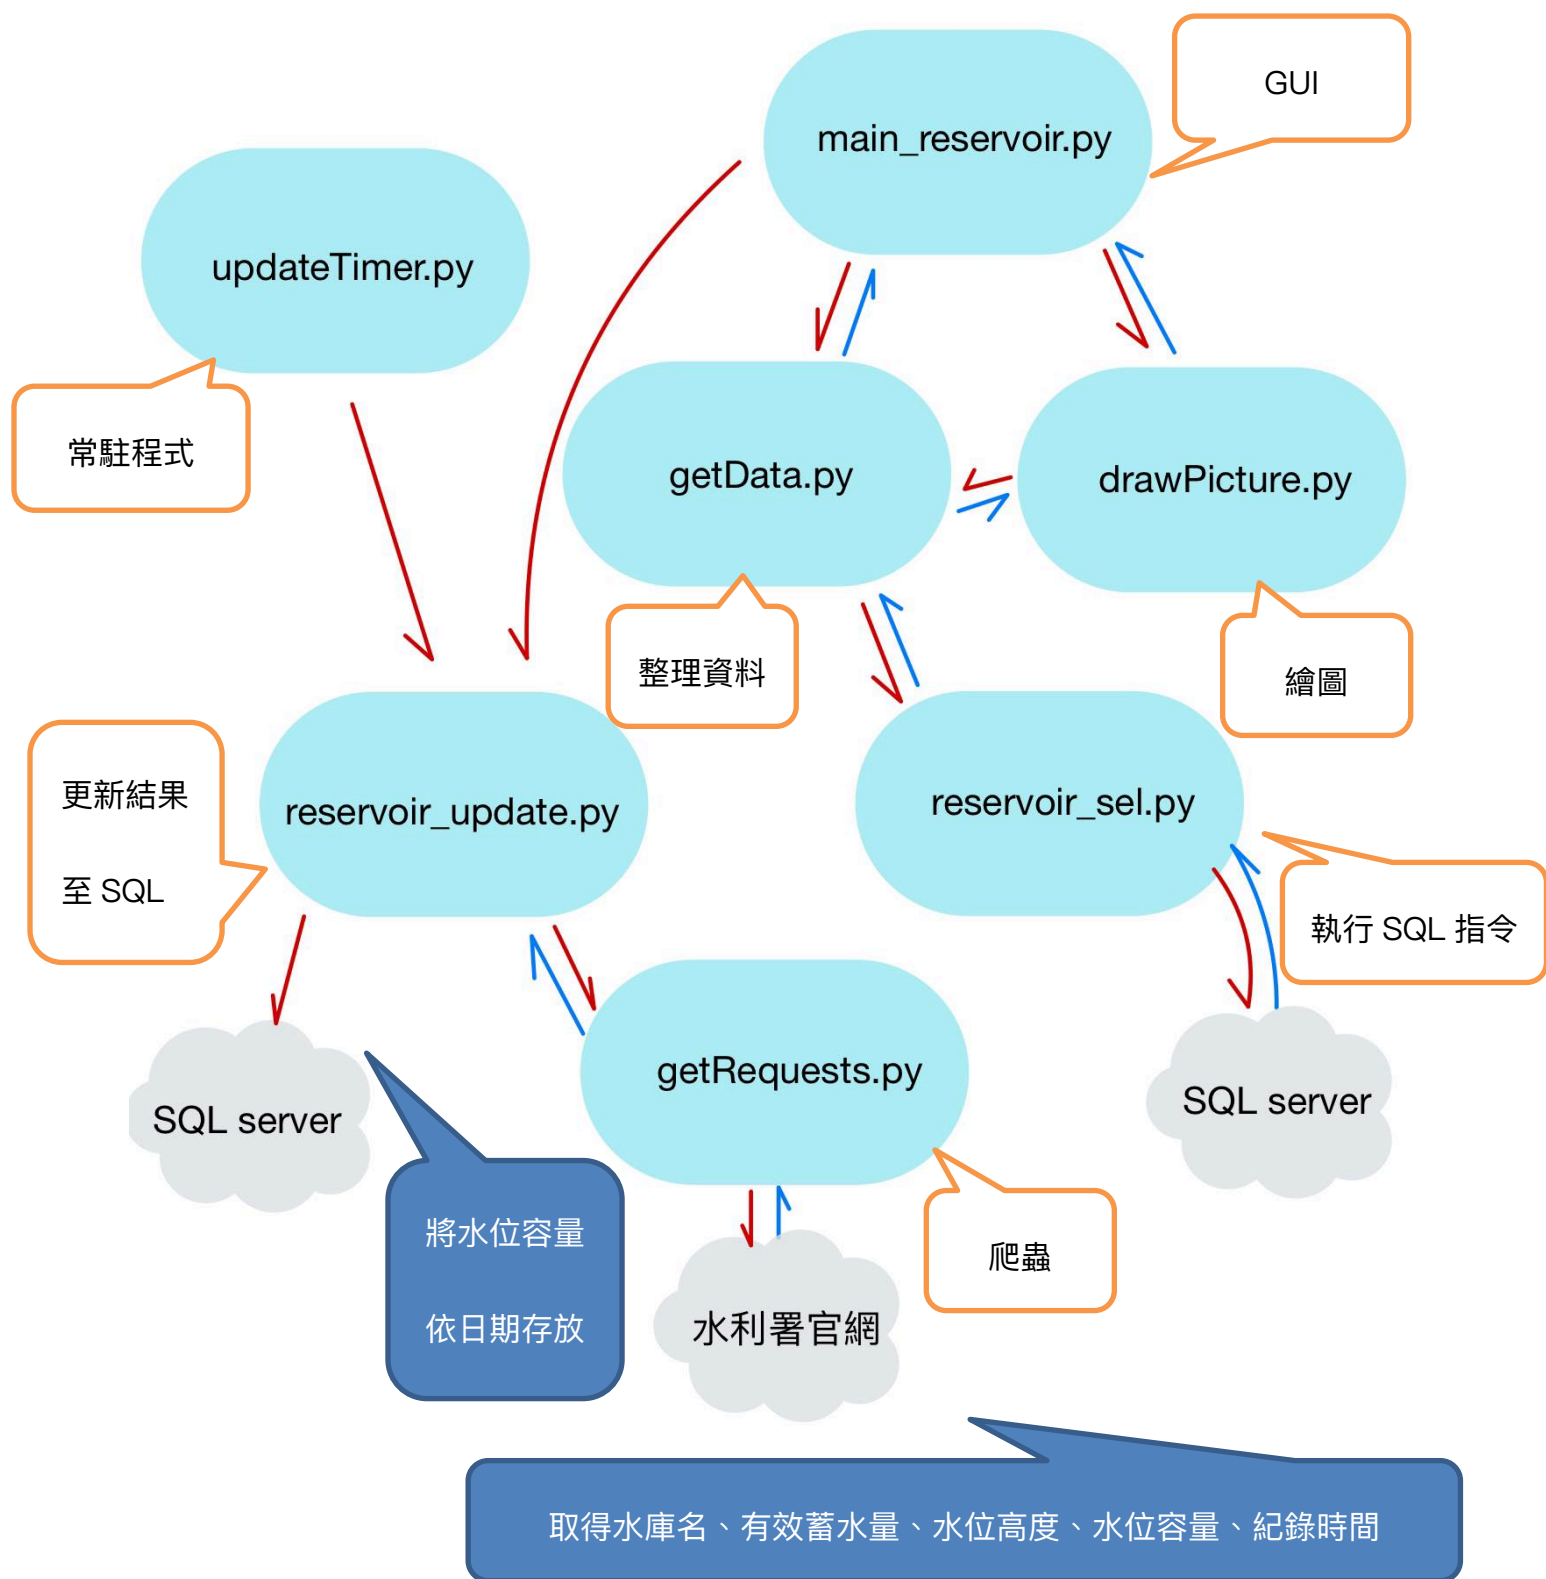 GUI
main_reservoir.py
updateTimer.py
常駐程式
getData.py
drawPicture.py
整理資料
繪圖
更新結果
至 SQL
reservoir_update.py
reservoir_sel.py
執行 SQL 指令
getRequests.py
SQL server
SQL server
將水位容量
依日期存放
爬蟲
水利署官網
取得水庫名、有效蓄水量、水位高度、水位容量、紀錄時間